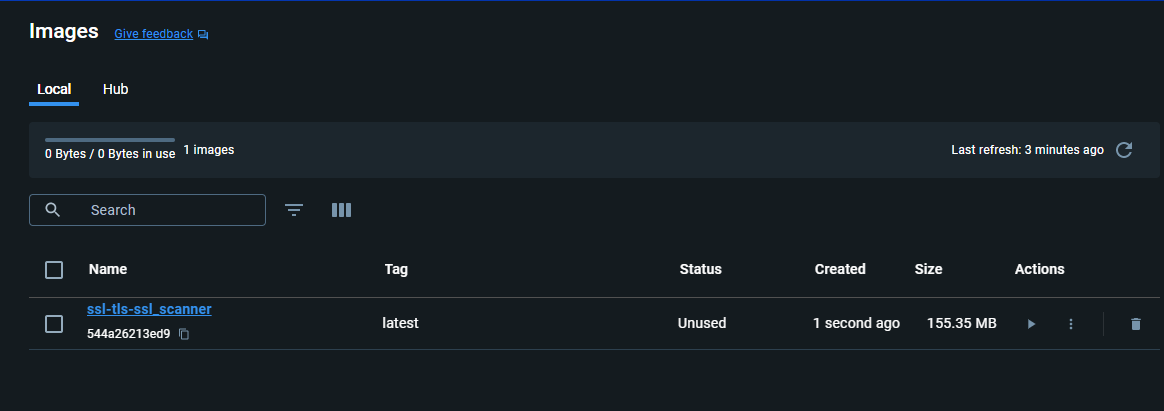 Images Give feedback
Local Hub
0 Bytes / 0 Bytes in use 1 images Last refresh: 3 minutes ago
Search
Name Tag Status Created Size Actions
ssl-tls-ssl_scanner
544a26213ed9 latest Unused 1 second ago 155.35 MB